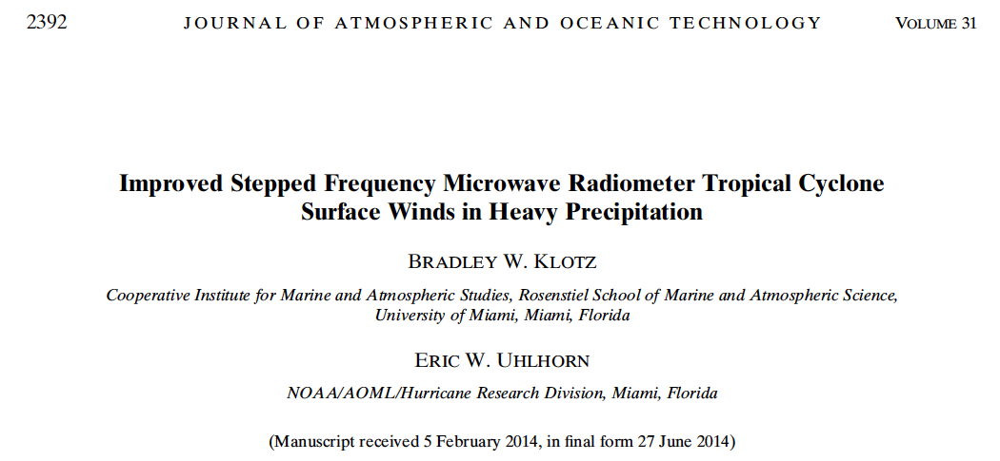 2392 JOURNAL OF ATMOSPHERIC AND OCEANIC TECHNOLOGY VOLUME 31
Improved Stepped Frequency Microwave Radiometer Tropical Cyclone
Surface Winds in Heavy Precipitation
BRADLEY W. KLOTZ
Cooperative Institute for Marine and Atmospheric Studies, Rosenstiel School of Marine and Atmospheric Science,
University of Miami, Miami, Florida
ERIC W. UHLHORN
NOAA/AOML/Hurricane Research Division, Miami, Florida
(Manuscript received 5 February 2014, in final form 27 June 2014)